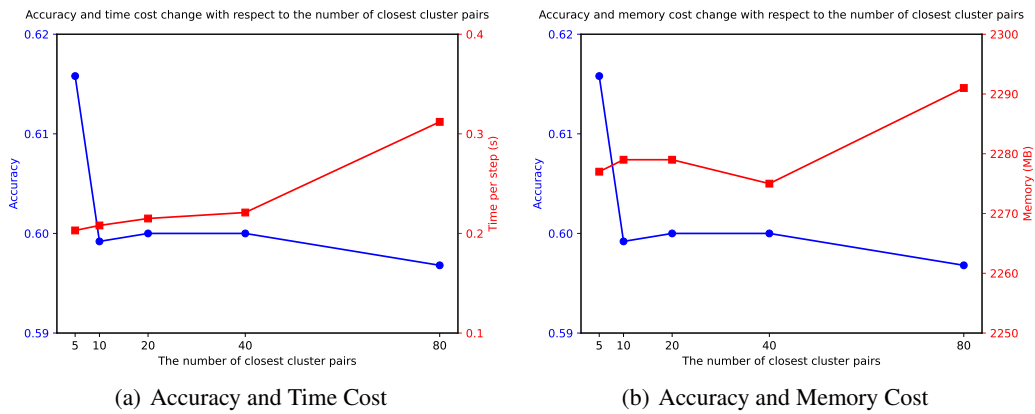 Accuracy and time cost change with respect to the number of closest cluster pairs
0.62
0.61
0.60
0.59
Accuracy
0.4
0.3
0.2
0.1
Time per step (s)
5 10 20 40 80
The number of closest cluster pairs
(a) Accuracy and Time Cost
Accuracy and memory cost change with respect to the number of closest cluster pairs
0.62
0.61
0.60
0.59
Accuracy
2300
2290
2280
2270
2260
2250
Memory (MB)
5 10 20 40 80
The number of closest cluster pairs
(b) Accuracy and Memory Cost